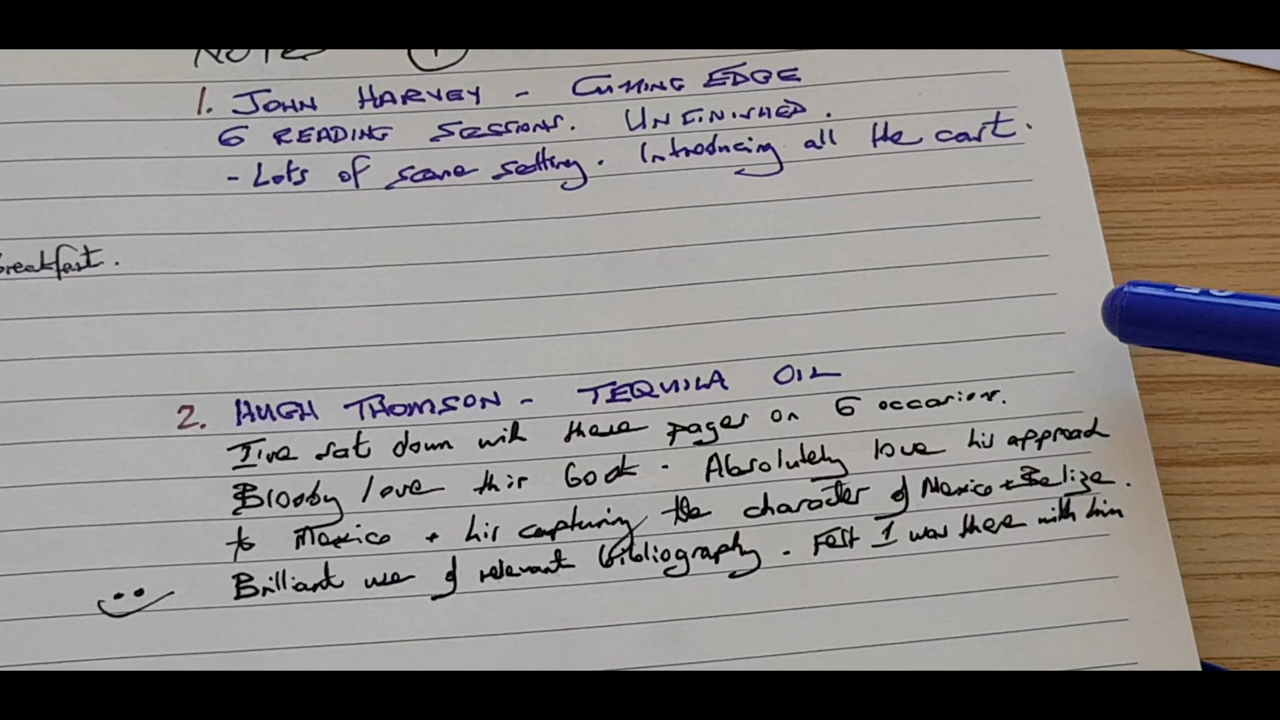 NOTES 1
1. JOHN HARVEY - CUTTING EDGE
6 READING SESSIONS. UNFINISHED.
- Lots of scene setting. Introducing all the cast.
Breakfast.
2. HUGH THOMSON - TEQUILA OIL
I've sat down with these pages on 6 occasions.
Bloody love this book. Absolutely love his approach
to Mexico + his capturing the character of Mexico + Belize.
Brilliant use of relevant bibliography. Felt I was there with him